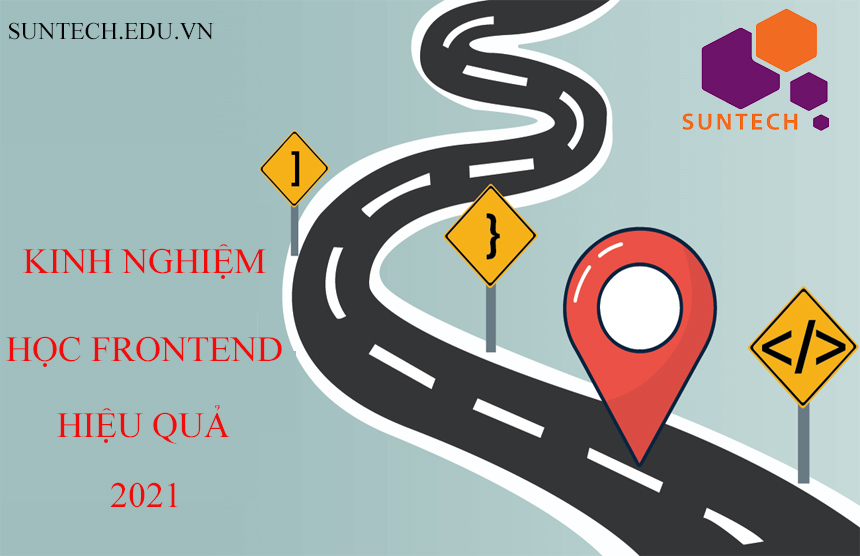 SUNTECH.EDU.VN
SUNTECH
]
}
</>
KINH NGHIỆM
HỌC FRONTEND
HIỆU QUẢ
2021